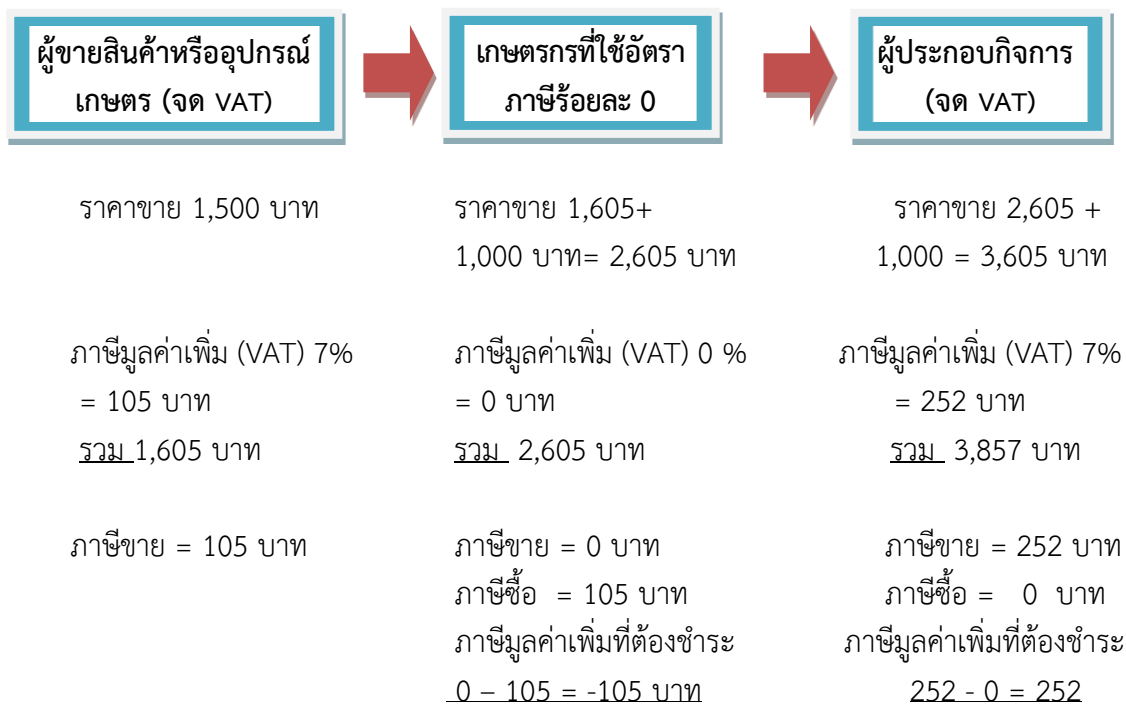 ผู้ขายสินค้าหรืออุปกรณ์
เกษตร (จด VAT)
เกษตรกรที่ใช้อัตรา
ภาษีร้อยละ 0
ผู้ประกอบกิจการ
(จด VAT)
ราคาขาย 1,500 บาท
ราคาขาย 1,605+
1,000 บาท= 2,605 บาท
ราคาขาย 2,605 +
1,000 = 3,605 บาท
ภาษีมูลค่าเพิ่ม (VAT) 7%
= 105 บาท
รวม 1,605 บาท
ภาษีมูลค่าเพิ่ม (VAT) 0 %
= 0 บาท
รวม 2,605 บาท
ภาษีมูลค่าเพิ่ม (VAT) 7%
= 252 บาท
รวม 3,857 บาท
ภาษีขาย = 105 บาท
ภาษีขาย = 0 บาท
ภาษีซื้อ = 105 บาท
ภาษีมูลค่าเพิ่มที่ต้องชำระ
0 – 105 = -105 บาท
ภาษีขาย = 252 บาท
ภาษีซื้อ = 0 บาท
ภาษีมูลค่าเพิ่มที่ต้องชำระ
252 - 0 = 252